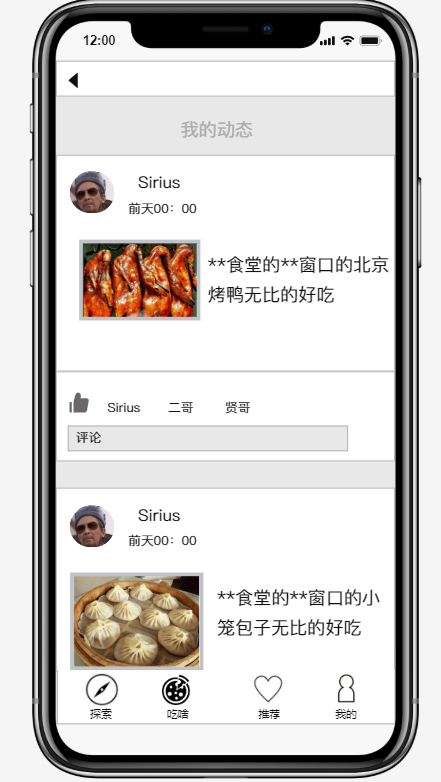 12:00
我的动态
Sirius
前天00：00
**食堂的**窗口的北京
烤鸭无比的好吃
Sirius 二哥 贤哥
评论
Sirius
前天00：00
**食堂的**窗口的小
笼包子无比的好吃
探索 吃啥 推荐 我的